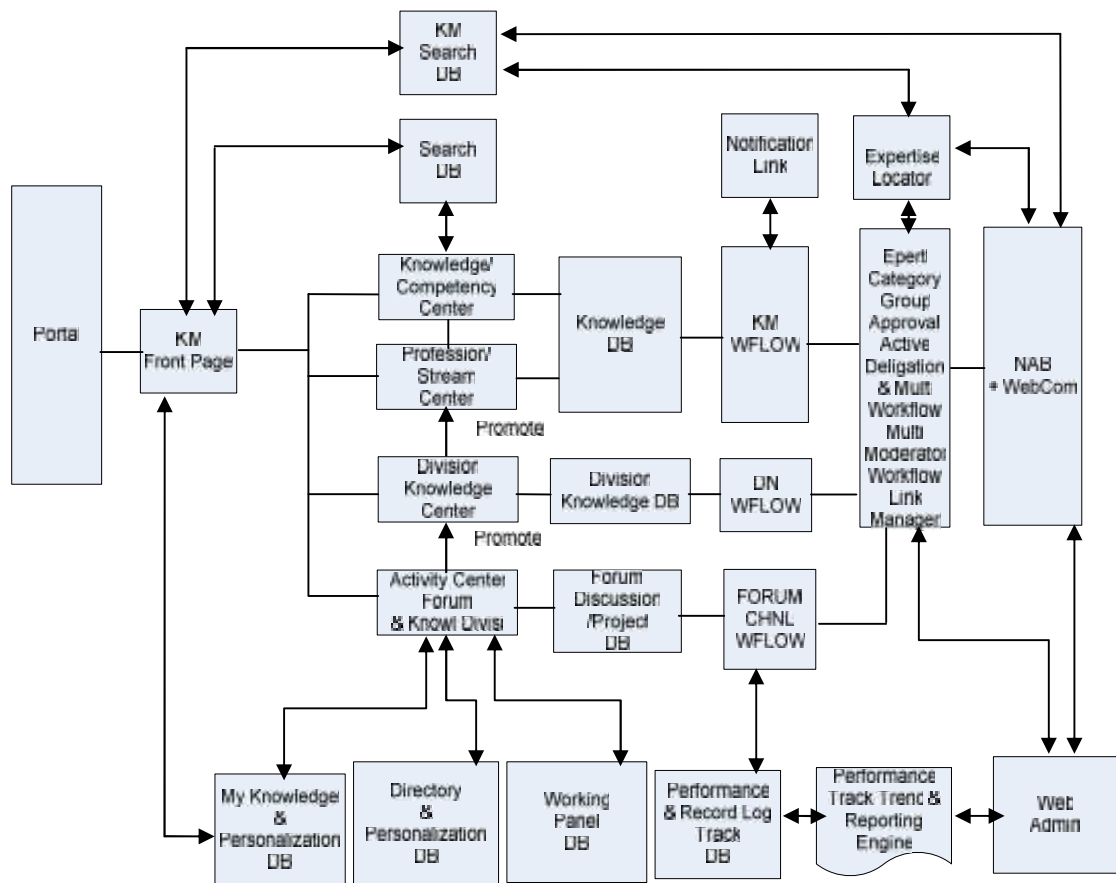 KM
Search
DB
Search
DB
Notification
Link
Expertise
Locator
Portal
KM
Front Page
Knowledge/
Competency
Center
Profession/
Stream
Center
Promote
Division
Knowledge
Center
Promote
Activity Center
Forum
& Knowl Divisi
Knowledge
DB
Division
Knowledge DB
Forum
Discussion
/Project
DB
KM
WFLOW
DN
WFLOW
FORUM
CHNL
WFLOW
Epert/
Category
Group
Approval
Active
Deligation
& Multi
Workflow
Multi
Moderator
Workflow
Link
Manager
NAB
+ WebCom
My Knowledge
&
Personalization
DB
Directory
&
Personalization
DB
Working
Panel
DB
Performance
& Record Log
Track
DB
Performance
Track Trend &
Reporting
Engine
Web
Admin